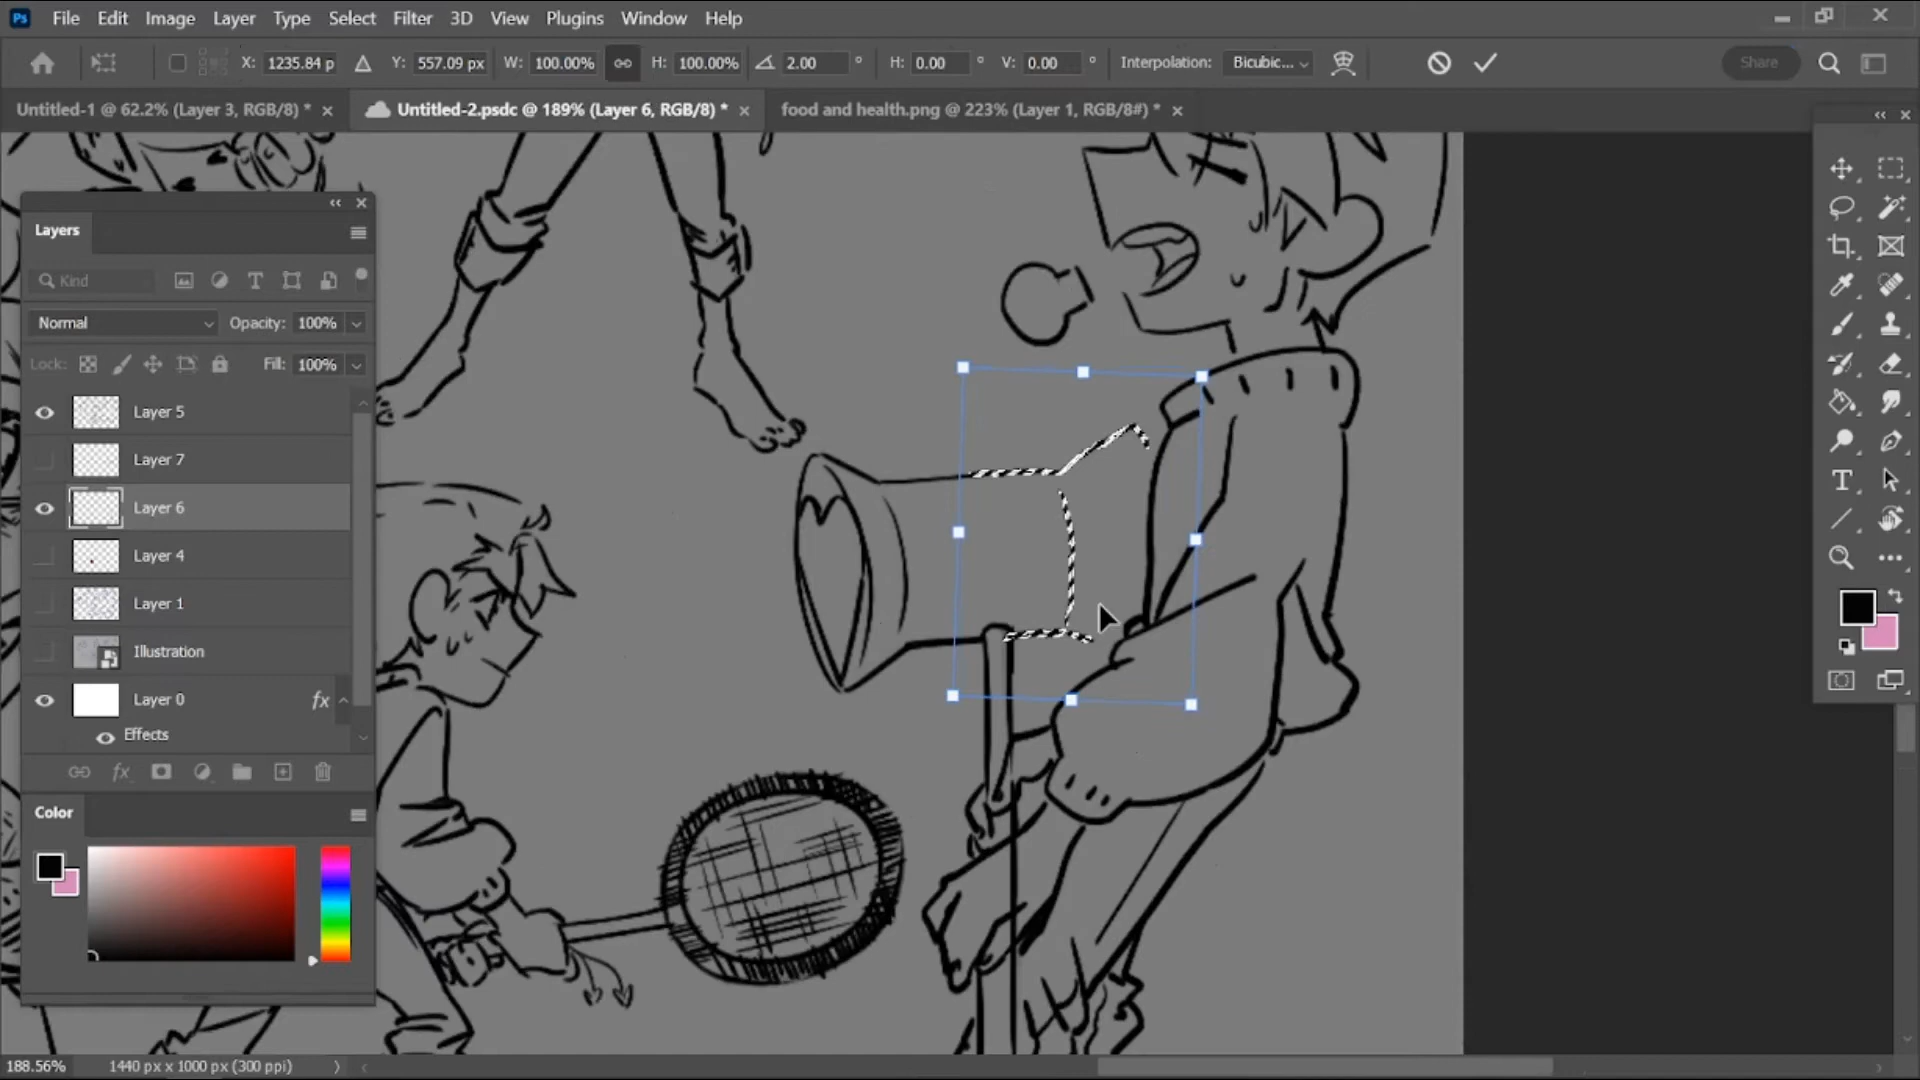 Ps File Edit Image Layer Type Select Filter 3D View Plugins Window Help
X: 1235.84 p Y: 557.09 px W: 100.00% H: 100.00% 2.00 ° H: 0.00 ° V: 0.00 ° Interpolation: Bicubic... Share
Untitled-1 @ 62.2% (Layer 3, RGB/8) * Untitled-2.psdc @ 189% (Layer 6, RGB/8) * food and health.png @ 223% (Layer 1, RGB/8#) *
Layers
Kind
Normal Opacity: 100%
Lock: Fill: 100%
Layer 5
Layer 7
Layer 6
Layer 4
Layer 1
Illustration
Layer 0 fx
Effects
fx
Color
188.56% 1440 px x 1000 px (300 ppi)